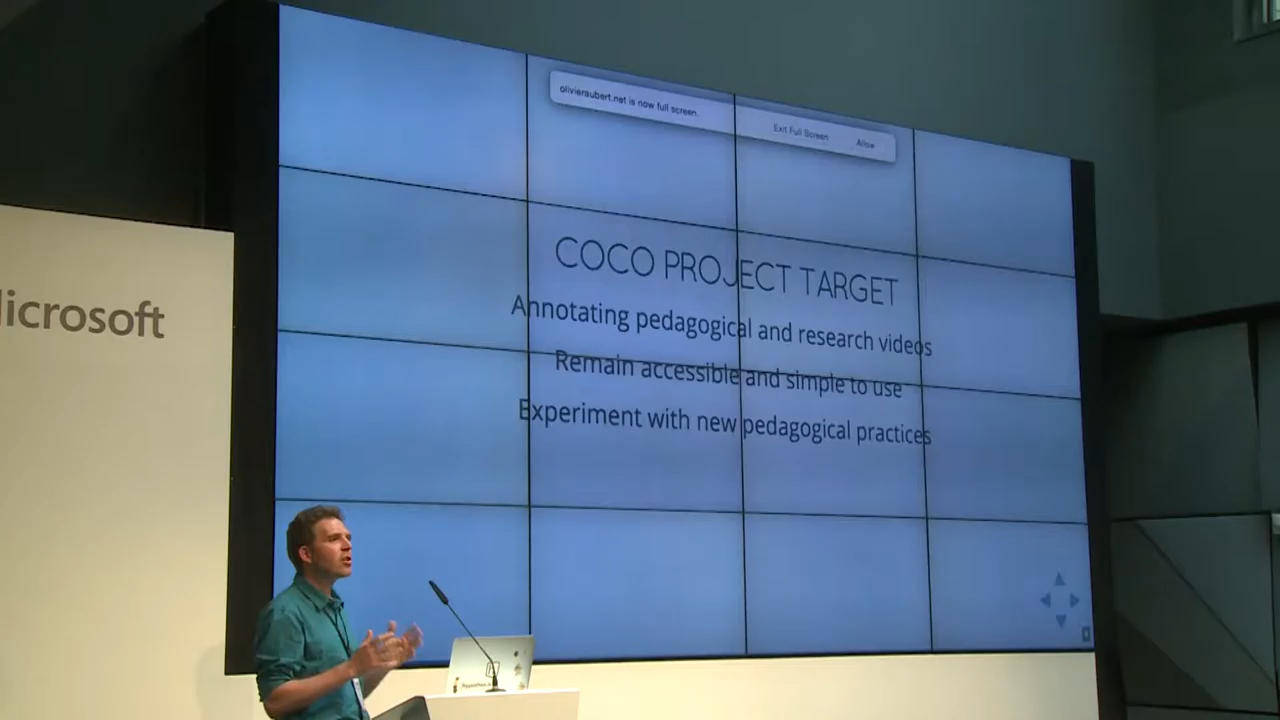 olivieraubert.net is now full screen.
Exit Full Screen
Allow
COCO PROJECT TARGET
Annotating pedagogical and research videos
Remain accessible and simple to use
Experiment with new pedagogical practices
icrosoft